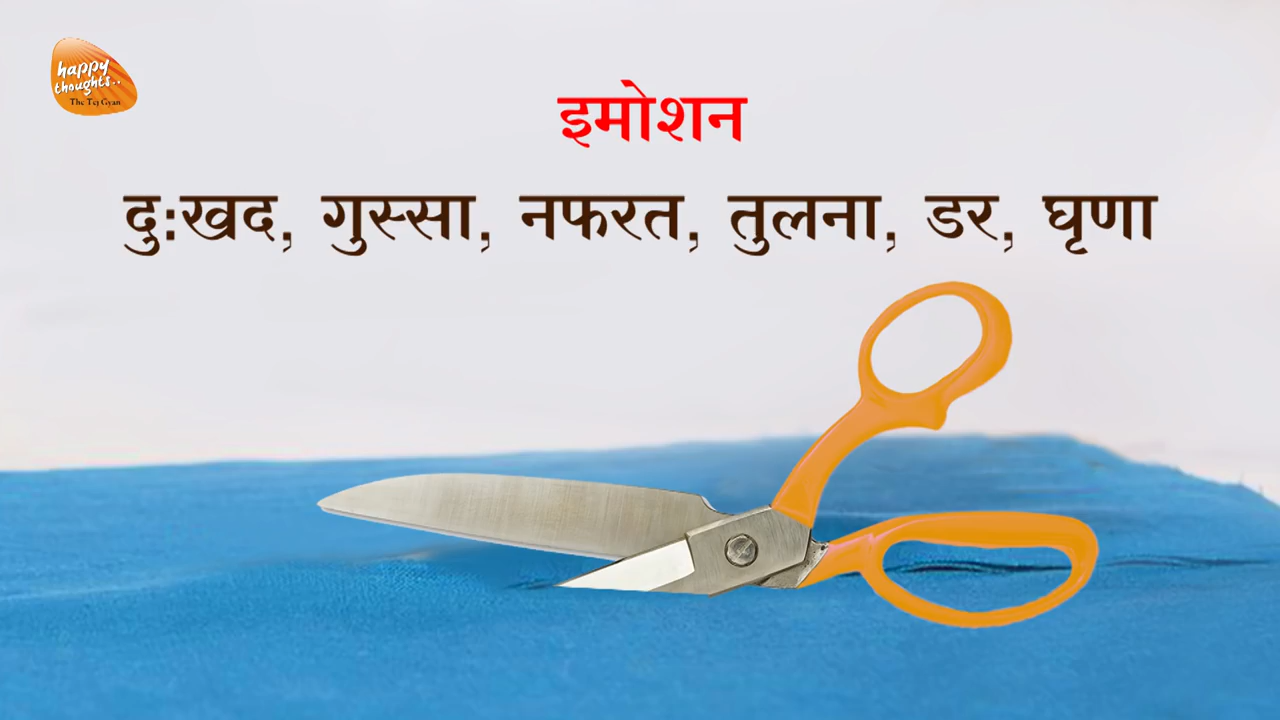 happy
thoughts..
The Tej Gyan
इमोशन
दुःखद, गुस्सा, नफरत, तुलना, डर, घृणा